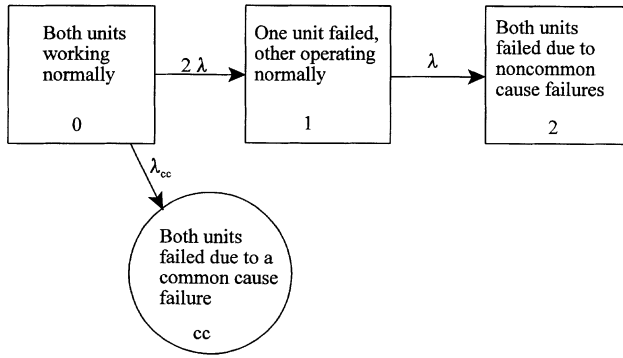 Both units
working
normally
0
2 λ
One unit failed,
other operating
normally
1
λ
Both units
failed due to
noncommon
cause failures
2
λcc
Both units
failed due to a
common cause
failure
cc